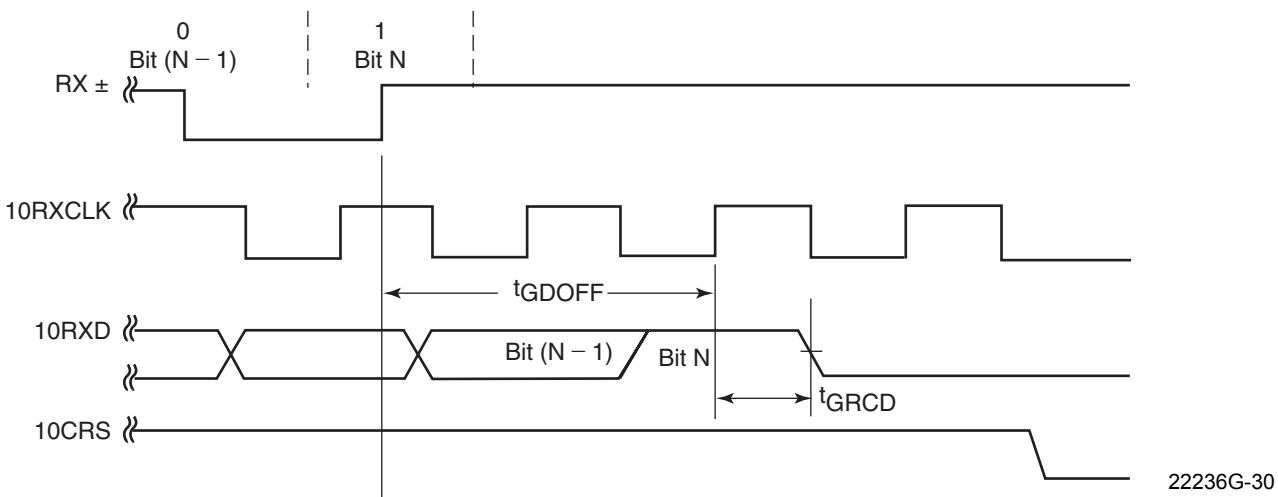 0 1
Bit (N − 1) Bit N
RX ±
10RXCLK
tGDOFF
10RXD
Bit (N − 1) Bit N
tGRCD
10CRS
22236G-30